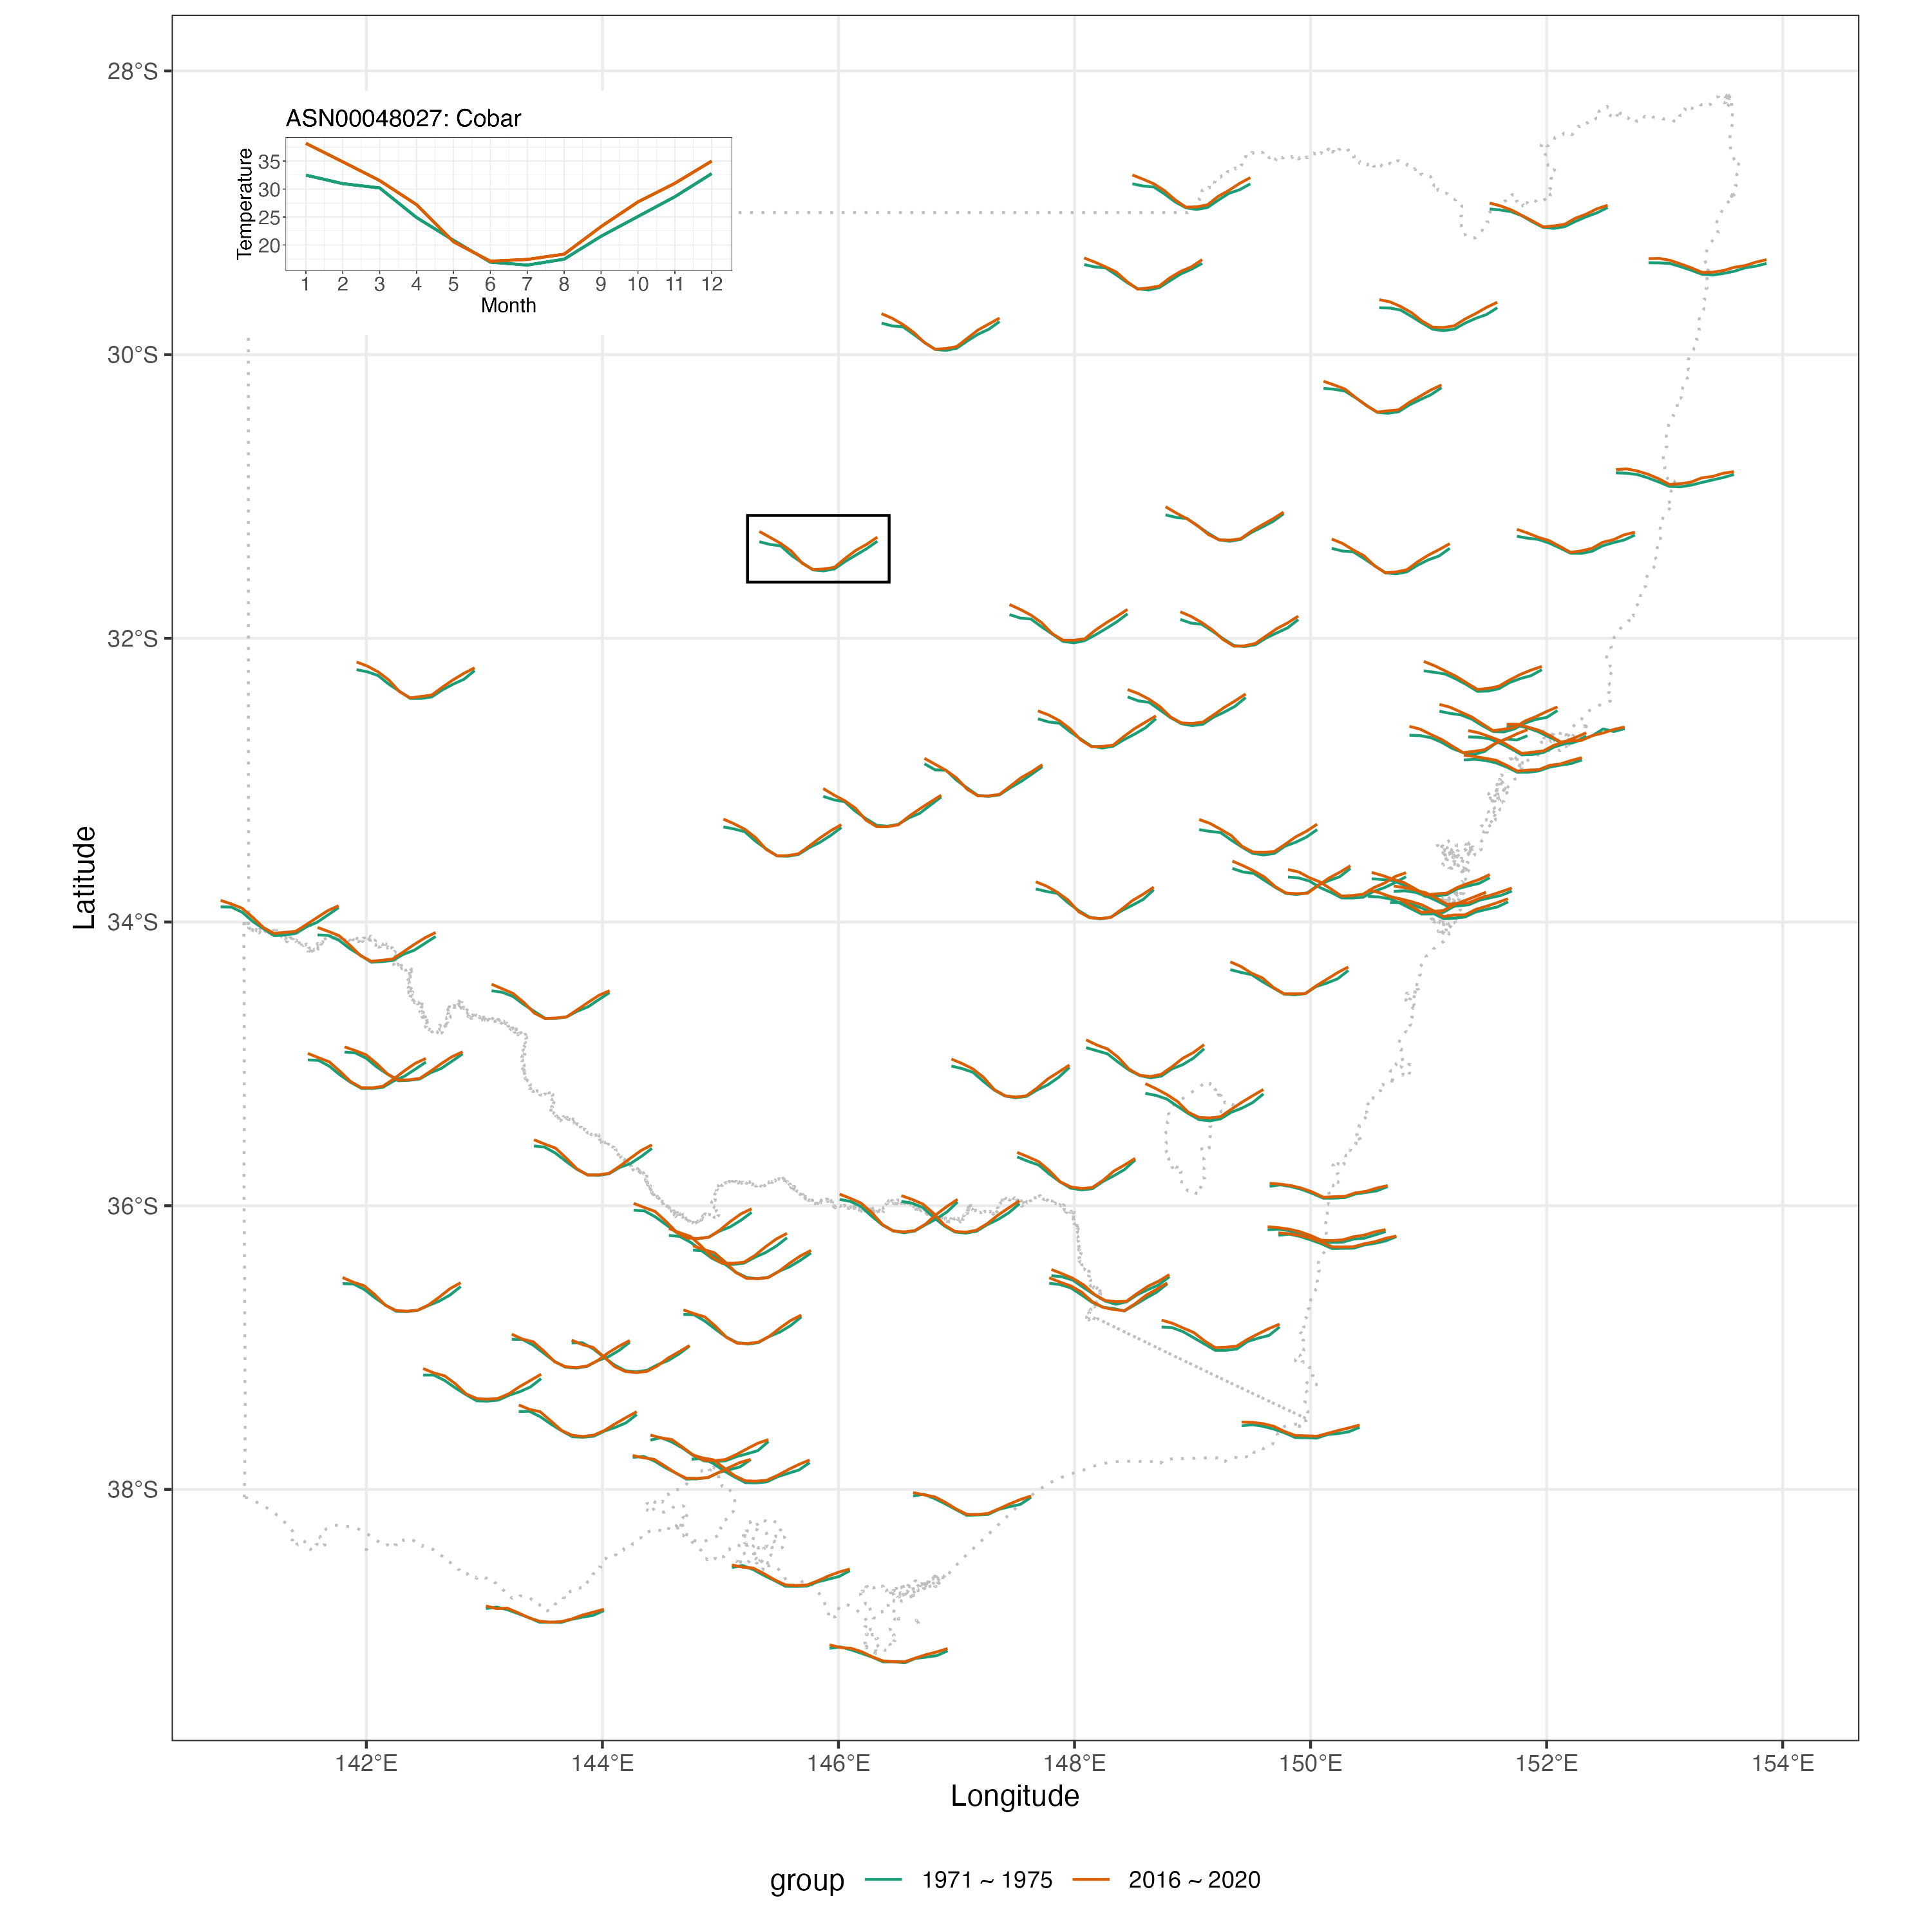 28°S
30°S
32°S
34°S
36°S
38°S
Latitude
ASN00048027: Cobar
Temperature
35
30
25
20
1 2 3 4 5 6 7 8 9 10 11 12
Month
142°E 144°E 146°E 148°E 150°E 152°E 154°E
Longitude
group 1971 ~ 1975 2016 ~ 2020